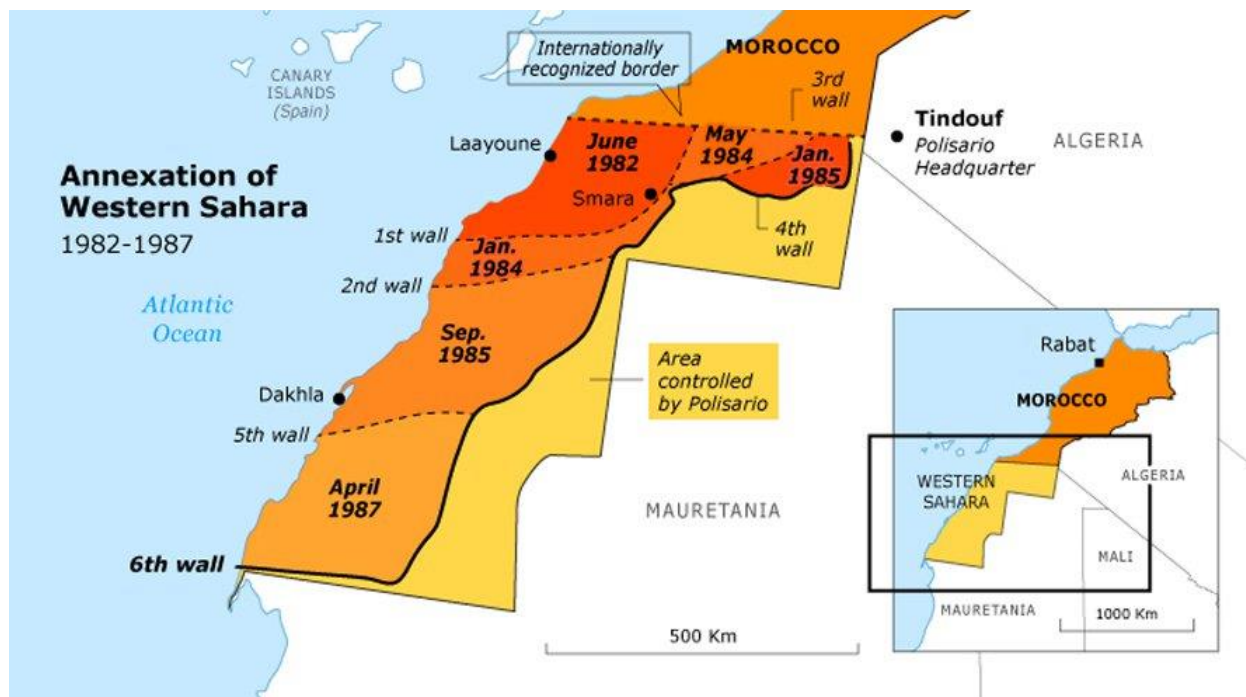 Annexation of
Western Sahara
1982-1987
Atlantic
Ocean
CANARY
ISLANDS
(Spain)
Internationally
recognized border
MOROCCO
3rd
wall
Tindouf
Polisario
Headquarter
ALGERIA
Laayoune
June
1982
May
1984
Jan.
1985
Smara
4th
wall
1st wall
Jan.
1984
2nd wall
Sep.
1985
Dakhla
5th wall
Area
controlled
by Polisario
April
1987
6th wall
MAURETANIA
500 Km
Rabat
MOROCCO
WESTERN
SAHARA
ALGERIA
MALI
MAURETANIA
1000 Km